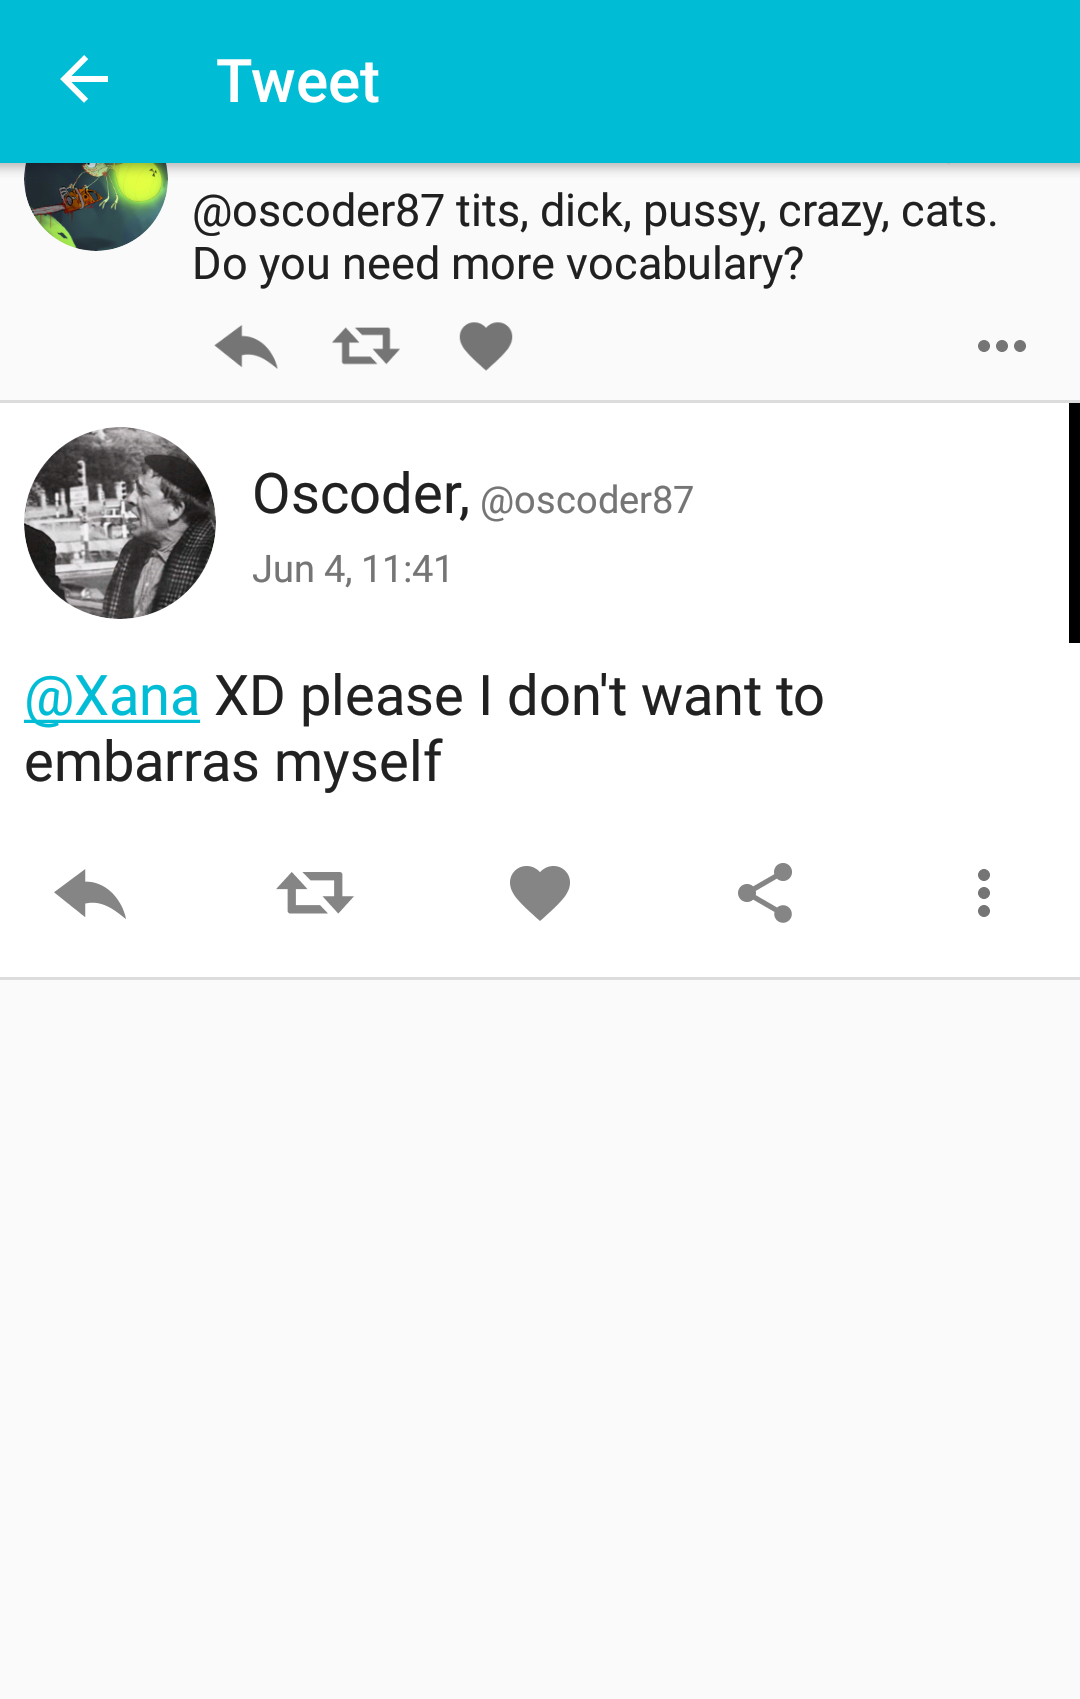 Tweet
@oscoder87 tits, dick, pussy, crazy, cats.
Do you need more vocabulary?
Oscoder, @oscoder87
Jun 4, 11:41
@Xana XD please I don't want to
embarras myself